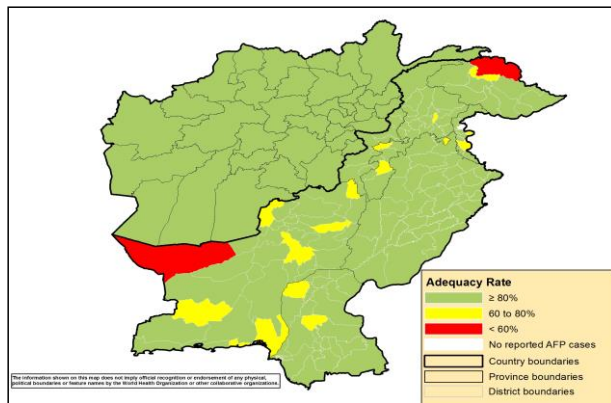 Adequacy Rate
≥ 80%
60 to 80%
< 60%
No reported AFP cases
Country boundaries
Province boundaries
District boundaries
The information shown on this map does not imply official recognition or endorsement of any physical,
political boundaries or feature names by the World Health Organization or other collaborative organizations.